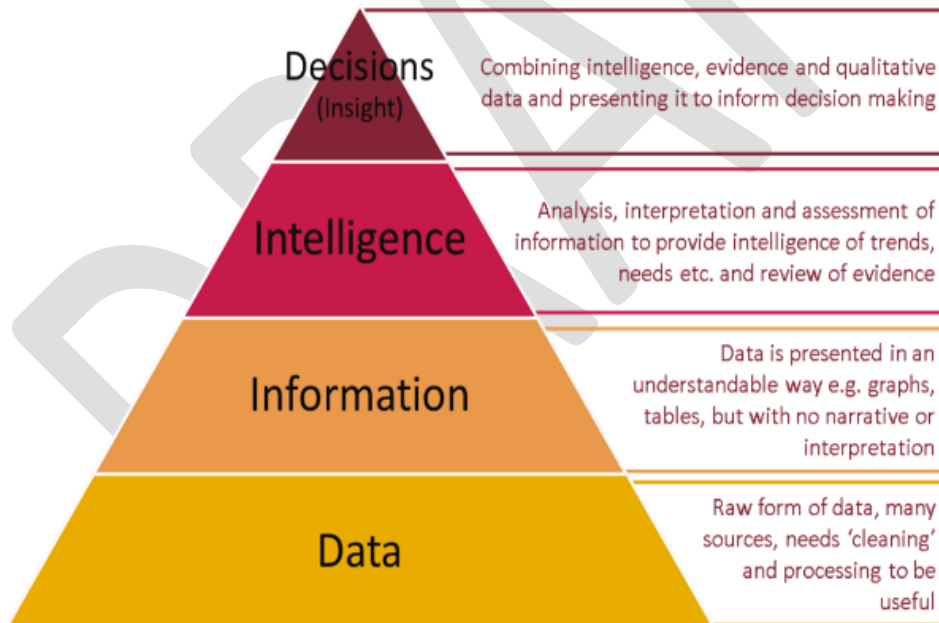 Decisions
(Insight)
Combining intelligence, evidence and qualitative
data and presenting it to inform decision making
Intelligence
Analysis, interpretation and assessment of
information to provide intelligence of trends,
needs etc. and review of evidence
Information
Data is presented in an
understandable way e.g. graphs,
tables, but with no narrative or
interpretation
Data
Raw form of data, many
sources, needs ‘cleaning’
and processing to be
useful